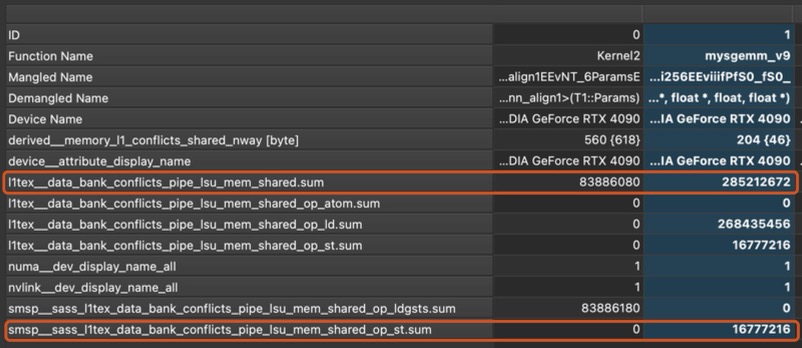 ID 0 1
Function Name Kernel2 mysgemm_v9
Mangled Name ...align1EEvNT_6ParamsE ...i256EEviiifPfS0_fS0_
Demangled Name ...nn_align1>(T1::Params) ...*, float *, float, float *)
Device Name ...DIA GeForce RTX 4090 ...IA GeForce RTX 4090
derived__memory_l1_conflicts_shared_nway [byte] 560 {618} 204 {46}
device__attribute_display_name ...DIA GeForce RTX 4090 ...IA GeForce RTX 4090
l1tex__data_bank_conflicts_pipe_lsu_mem_shared.sum 83886080 285212672
l1tex__data_bank_conflicts_pipe_lsu_mem_shared_op_atom.sum 0 0
l1tex__data_bank_conflicts_pipe_lsu_mem_shared_op_ld.sum 0 268435456
l1tex__data_bank_conflicts_pipe_lsu_mem_shared_op_st.sum 0 16777216
numa__dev_display_name_all 1 1
nvlink__dev_display_name_all 1 1
smsp__sass_l1tex_data_bank_conflicts_pipe_lsu_mem_shared_op_ldgsts.sum 83886180 0
smsp__sass_l1tex_data_bank_conflicts_pipe_lsu_mem_shared_op_st.sum 0 16777216